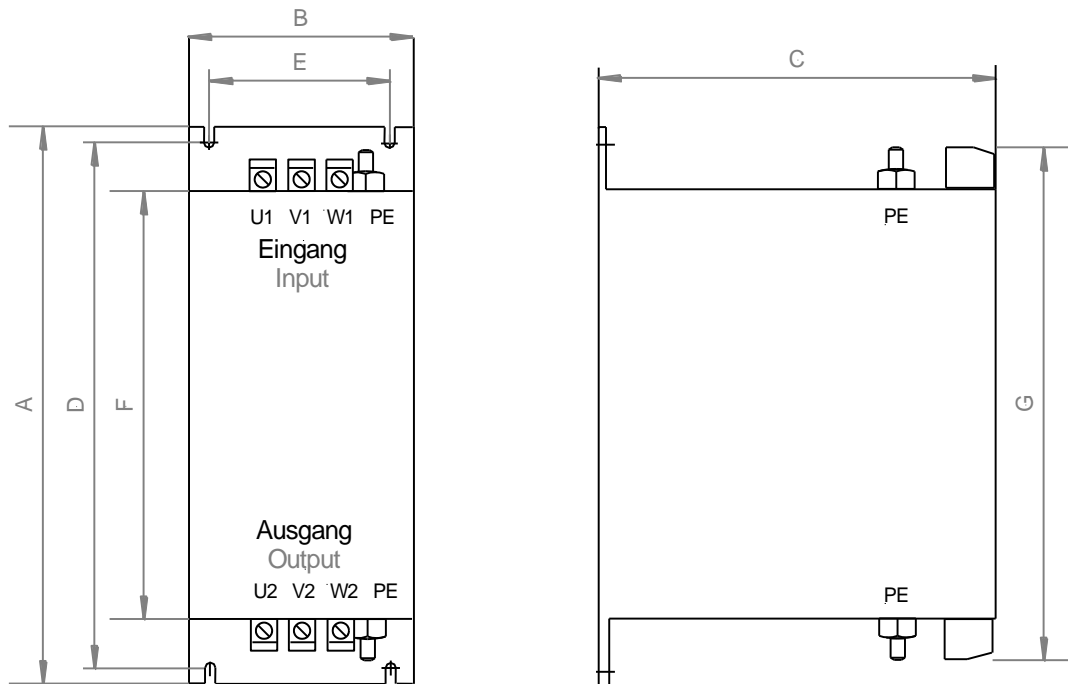 B
E
C
U1 V1 W1 PE
PE
Eingang
Input
A
D
F
G
Ausgang
Output
U2 V2 W2 PE
PE